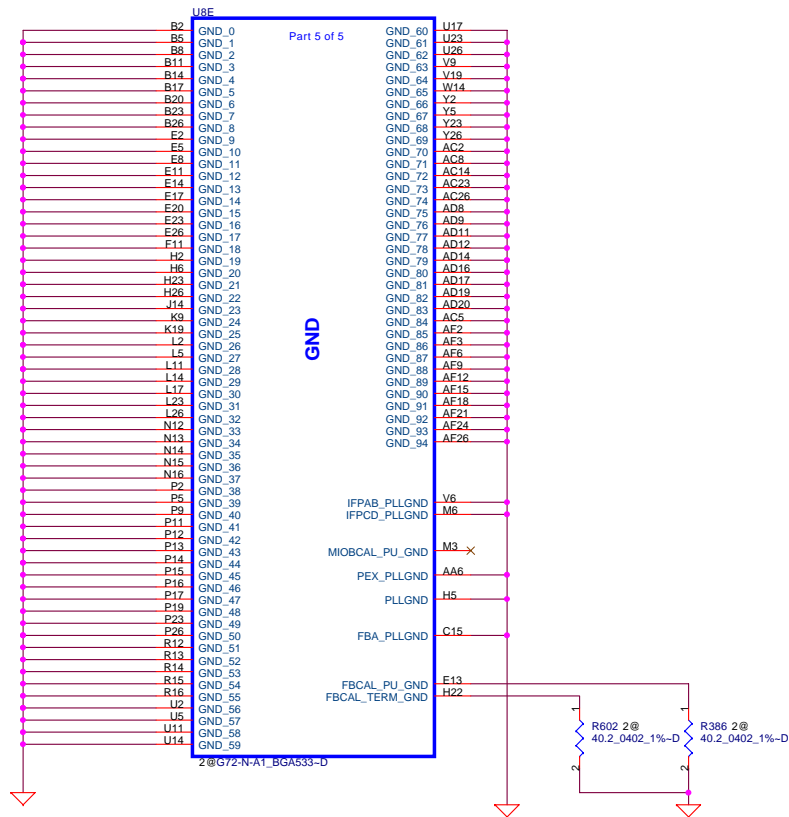 U8E
Part 5 of 5
B2 GND_0
B5 GND_1
B8 GND_2
B11 GND_3
B14 GND_4
B17 GND_5
B20 GND_6
B23 GND_7
B26 GND_8
E2 GND_9
E5 GND_10
E8 GND_11
E11 GND_12
E14 GND_13
E17 GND_14
E20 GND_15
E23 GND_16
E26 GND_17
F11 GND_18
H2 GND_19
H6 GND_20
H23 GND_21
H26 GND_22
J14 GND_23
K9 GND_24
K19 GND_25
L2 GND_26
L5 GND_27
L11 GND_28
L14 GND_29
L17 GND_30
L23 GND_31
L26 GND_32
N12 GND_33
N13 GND_34
N14 GND_35
N15 GND_36
N16 GND_37
P2 GND_38
P5 GND_39
P9 GND_40
P11 GND_41
P12 GND_42
P13 GND_43
P14 GND_44
P15 GND_45
P16 GND_46
P17 GND_47
P19 GND_48
P23 GND_49
P26 GND_50
R12 GND_51
R13 GND_52
R14 GND_53
R15 GND_54
R16 GND_55
U2 GND_56
U5 GND_57
U11 GND_58
U14 GND_59
GND
GND_60 U17
GND_61 U23
GND_62 U26
GND_63 V9
GND_64 V19
GND_65 W14
GND_66 Y2
GND_67 Y5
GND_68 Y23
GND_69 Y26
GND_70 AC2
GND_71 AC8
GND_72 AC14
GND_73 AC23
GND_74 AC26
GND_75 AD8
GND_76 AD9
GND_77 AD11
GND_78 AD12
GND_79 AD14
GND_80 AD16
GND_81 AD17
GND_82 AD19
GND_83 AD20
GND_84 AC5
GND_85 AF2
GND_86 AF3
GND_87 AF6
GND_88 AF9
GND_89 AF12
GND_90 AF15
GND_91 AF18
GND_92 AF21
GND_93 AF24
GND_94 AF26
IFPAB_PLLGND V6
IFPCD_PLLGND M6
MIOBCAL_PU_GND M3
PEX_PLLGND AA6
PLLGND H5
FBA_PLLGND C15
FBCAL_PU_GND E13
FBCAL_TERM_GND H22
2@G72-N-A1_BGA533~D
1
R602 2@
40.2_0402_1%~D
2
1
R386 2@
40.2_0402_1%~D
2